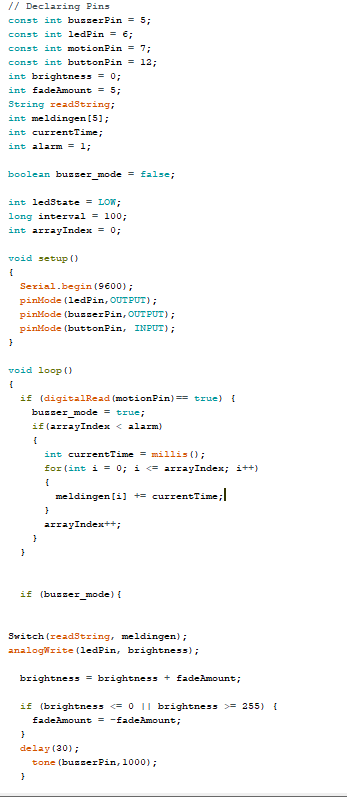 // Declaring Pins
const int buzzerPin = 5;
const int ledPin = 6;
const int motionPin = 7;
const int buttonPin = 12;
int brightness = 0;
int fadeAmount = 5;
String readString;
int meldingen[5];
int currentTime;
int alarm = 1;

boolean buzzer_mode = false;

int ledState = LOW;
long interval = 100;
int arrayIndex = 0;

void setup()
{
  Serial.begin(9600);
  pinMode(ledPin,OUTPUT);
  pinMode(buzzerPin,OUTPUT);
  pinMode(buttonPin, INPUT);
}

void loop()
{
  if (digitalRead(motionPin)== true) {
    buzzer_mode = true;
    if(arrayIndex < alarm)
    {
      int currentTime = millis();
      for(int i = 0; i <= arrayIndex; i++)
      {
        meldingen[i] += currentTime;
      }
      arrayIndex++;
    }
  }

  if (buzzer_mode){

Switch(readString, meldingen);
analogWrite(ledPin, brightness);

  brightness = brightness + fadeAmount;

  if (brightness <= 0 || brightness >= 255) {
    fadeAmount = -fadeAmount;
  }
  delay(30);
    tone(buzzerPin,1000);
  }